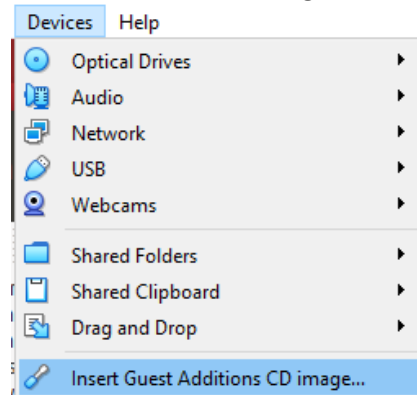 Devices Help
Optical Drives
Audio
Network
USB
Webcams
Shared Folders
Shared Clipboard
Drag and Drop
Insert Guest Additions CD image...